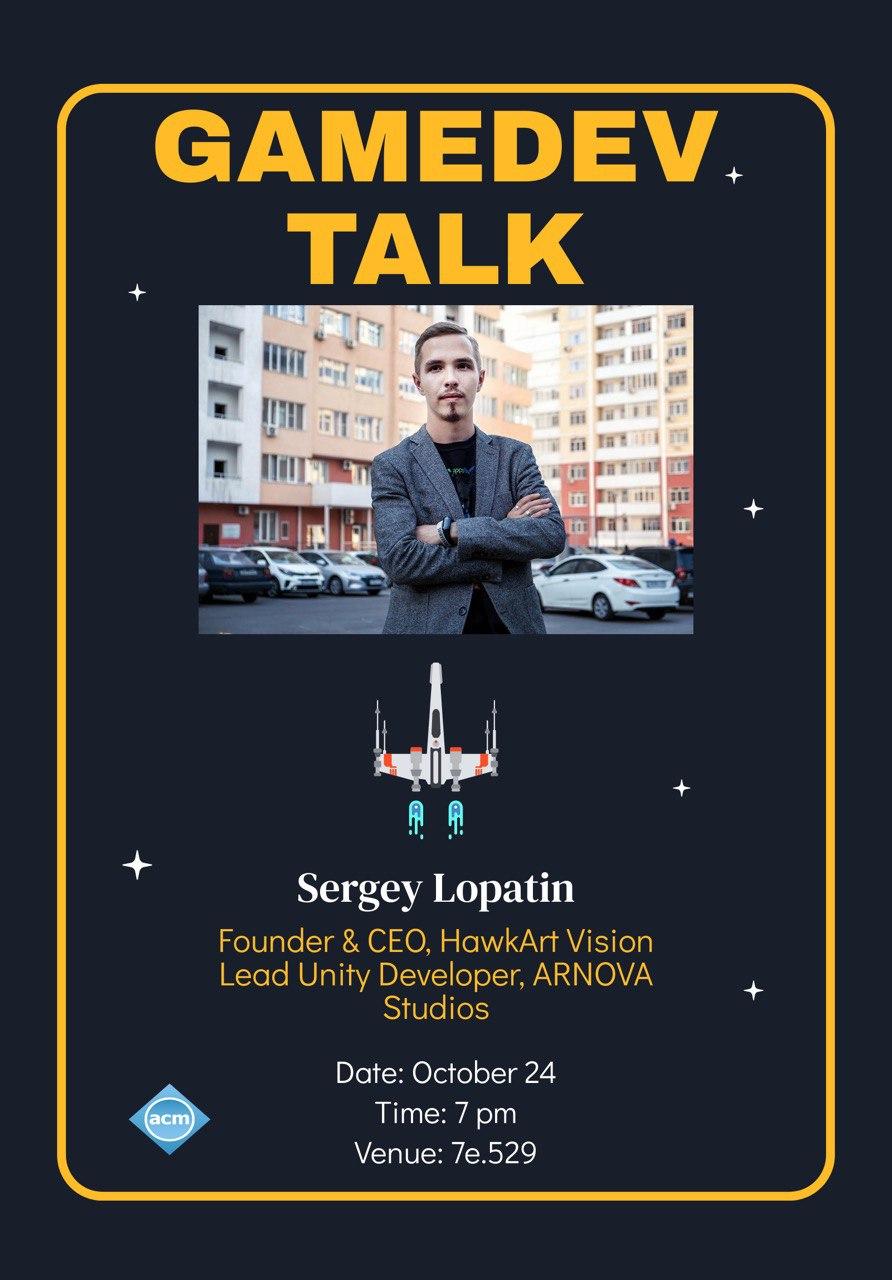 GAMEDEV
TALK
Sergey Lopatin
Founder & CEO, HawkArt Vision
Lead Unity Developer, ARNOVA
Studios
Date: October 24
Time: 7 pm
Venue: 7e.529
acm